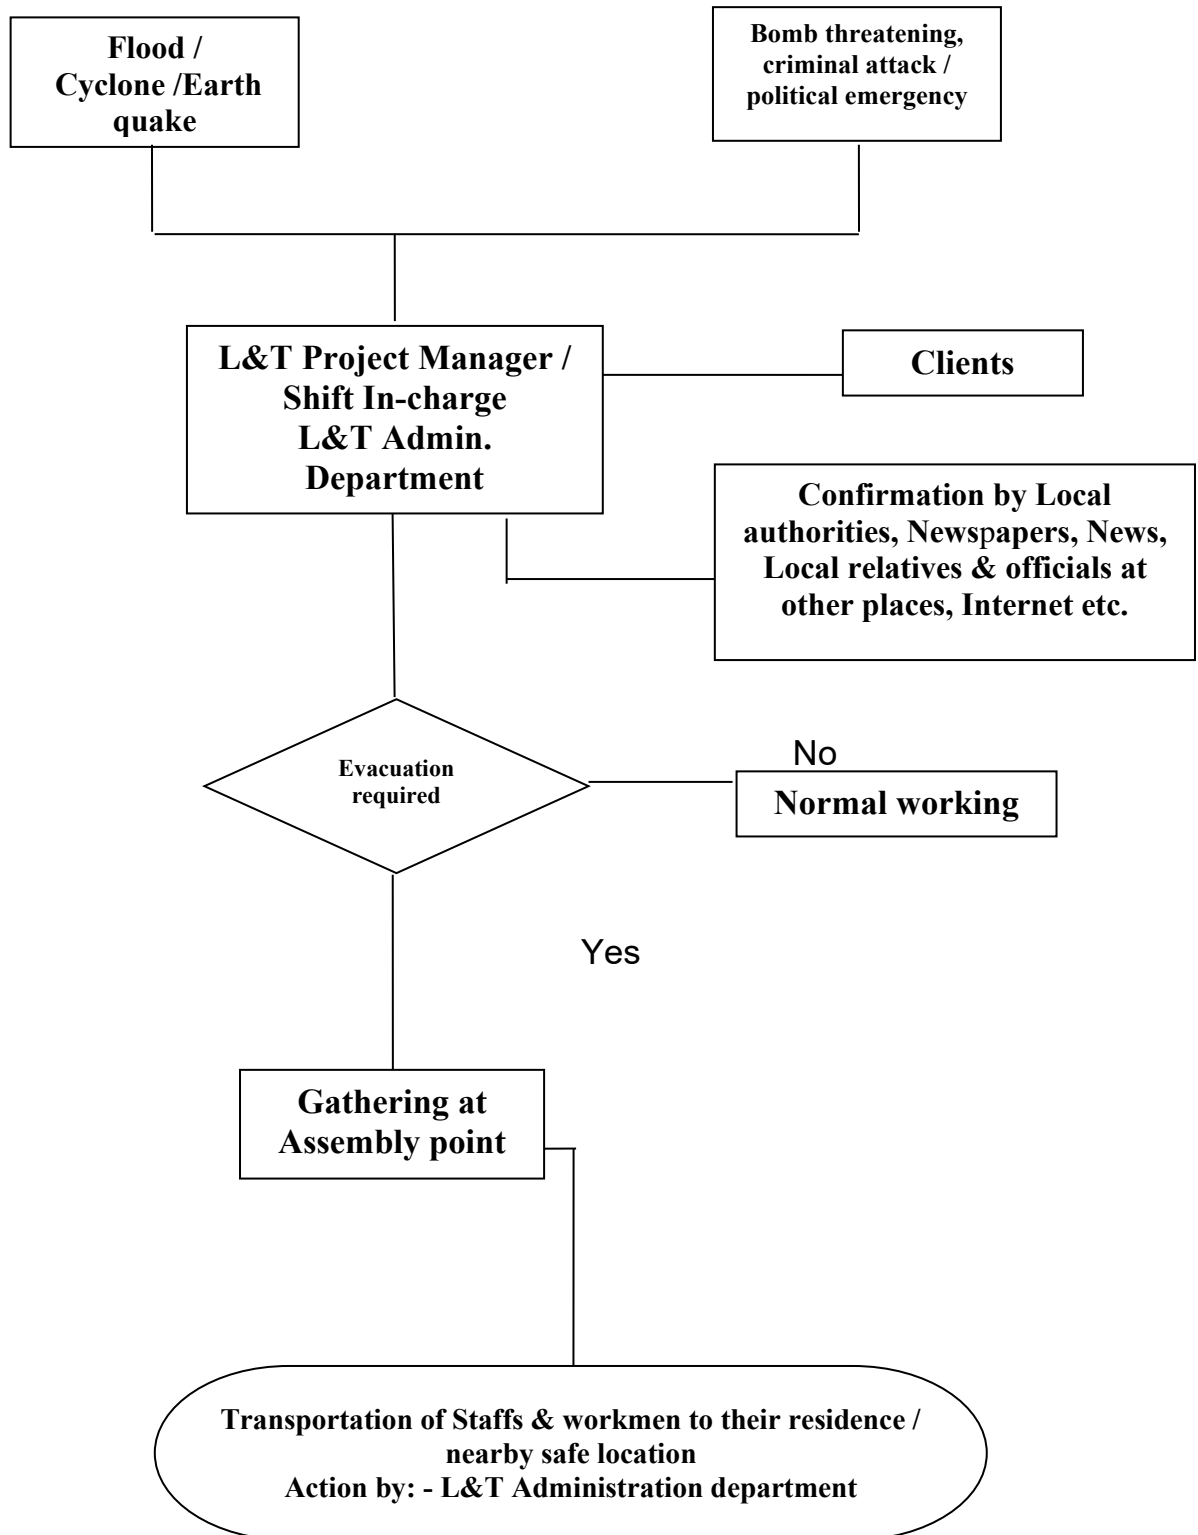 Flood /
Cyclone /Earth
quake
Bomb threatening,
criminal attack /
political emergency
L&T Project Manager /
Shift In-charge
L&T Admin.
Department
Clients
Confirmation by Local
authorities, Newspapers, News,
Local relatives & officials at
other places, Internet etc.
Evacuation
required
No
Normal working
Yes
Gathering at
Assembly point
Transportation of Staffs & workmen to their residence /
nearby safe location
Action by: - L&T Administration department